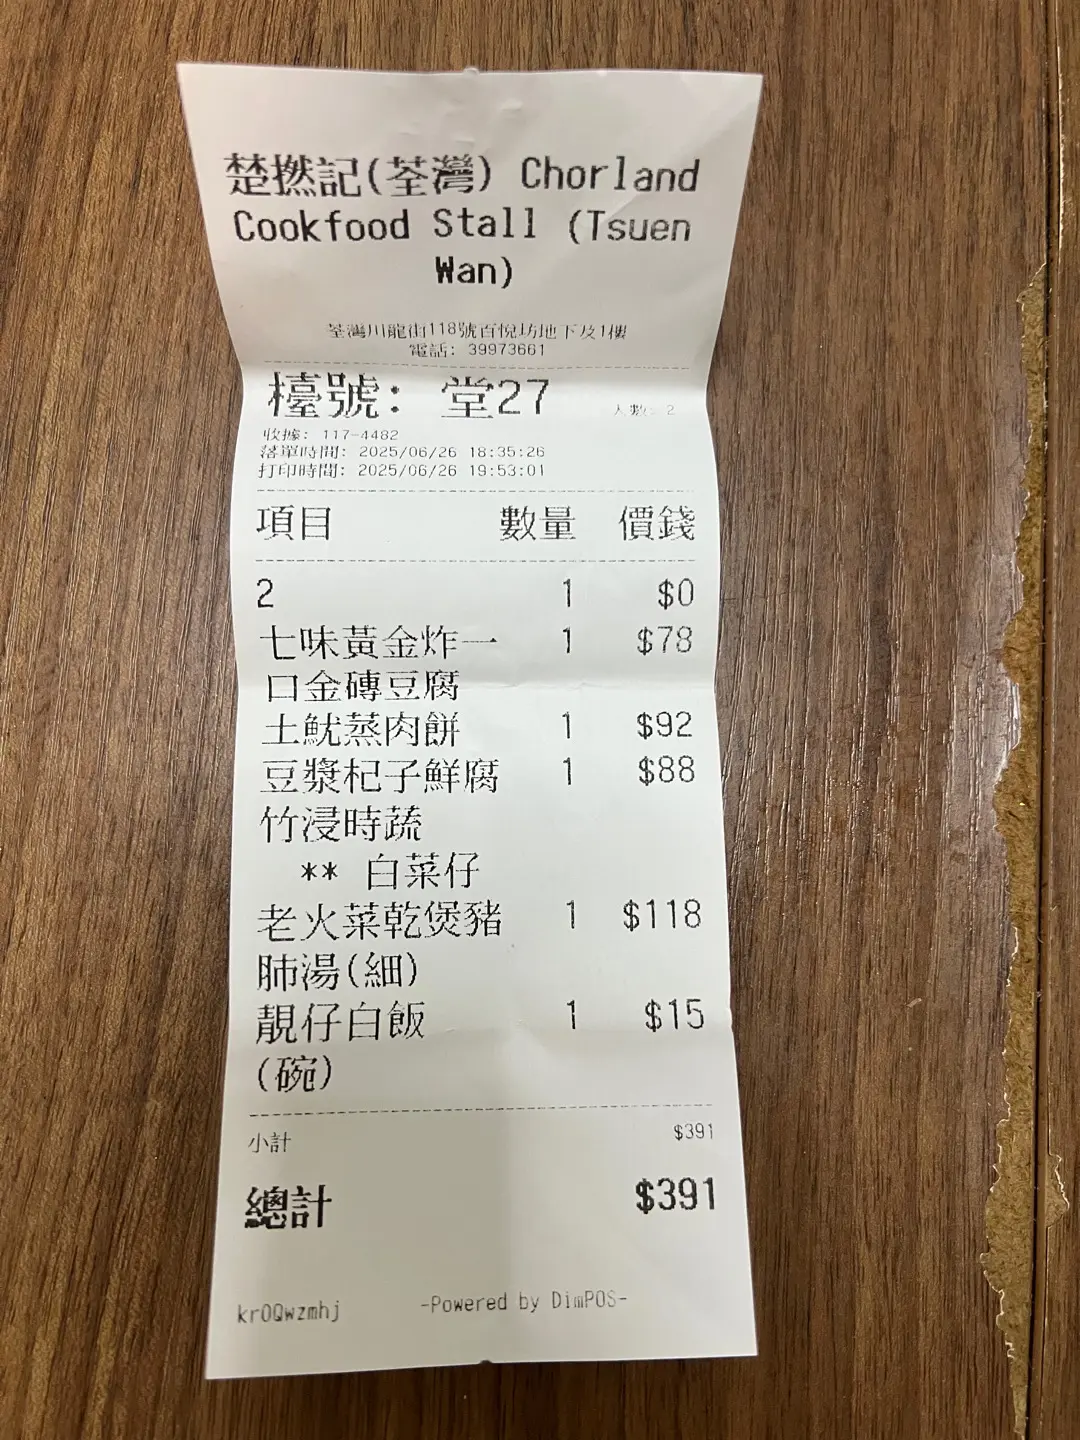 楚撚記(荃灣) Chorland
Cookfood Stall (Tsuen
Wan)
荃灣川龍街118號百悅坊地下及1樓
電話: 39973661
檯號: 堂27 人數: 2
收據: 117-4482
落單時間: 2025/06/26 18:35:26
打印時間: 2025/06/26 19:53:01
項目 數量 價錢
2 1 $0
七味黃金炸一 1 $78
口金磚豆腐
土魷蒸肉餅 1 $92
豆漿杞子鮮腐 1 $88
竹浸時蔬
** 白菜仔
老火菜乾煲豬 1 $118
肺湯(細)
靚仔白飯 1 $15
(碗)
小計 $391
總計 $391
kr0Qwzmhj -Powered by DimPOS-